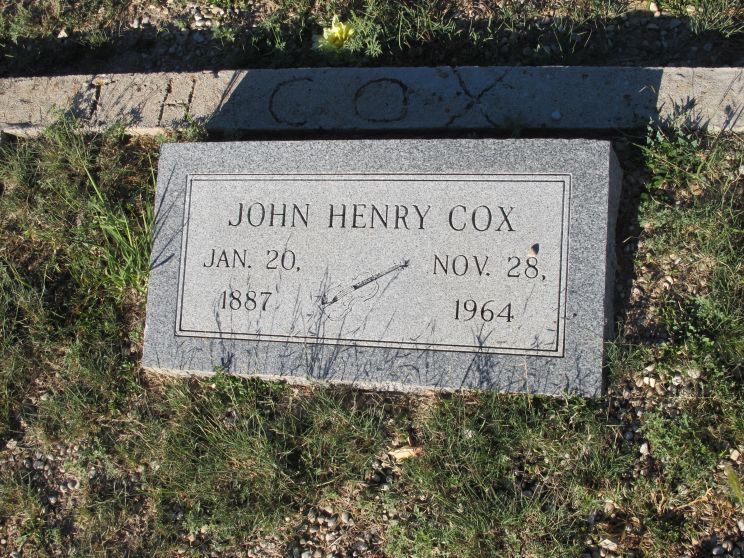 COX
JOHN HENRY COX
JAN. 20, NOV. 28,
1887 1964